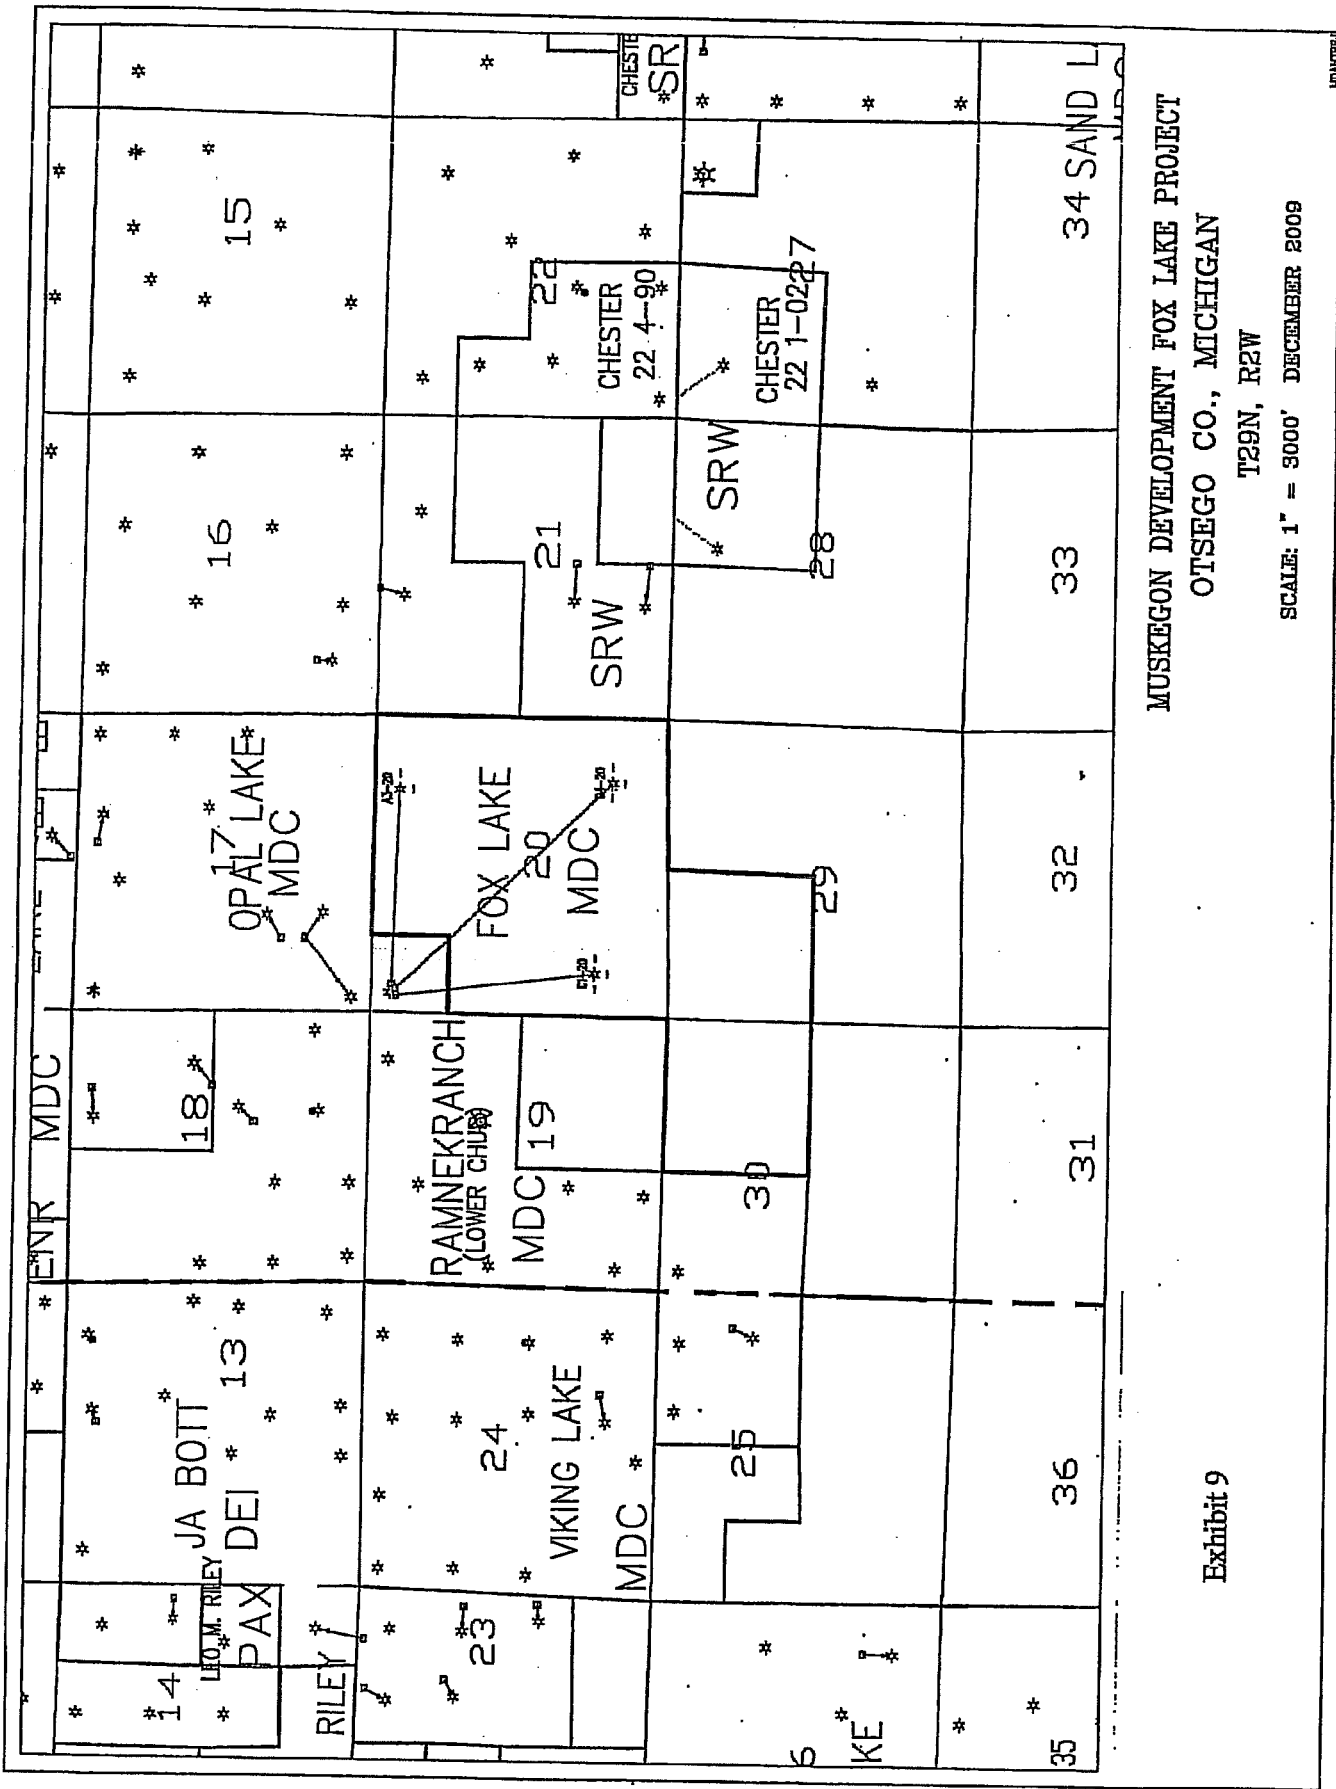 ENR MDC
14
LEO M. RILEY
PAX
RILEY
JA BOTT
DEI
13
18
17
OPAL LAKE
MDC
16
15
23
24
VIKING LAKE
MDC
RAMNEKRANCH
(LOWER CHUB)
MDC
19
FOX LAKE
20
MDC
A3-20
C1-20
21
SRW
22
CHESTER
22 4-90
CHESTE
SR
KE
25
30
29
28
SRW
CHESTER
22 1-02
27
35
36
31
32
33
34
SAND L
MUSKEGON DEVELOPMENT FOX LAKE PROJECT
OTSEGO CO., MICHIGAN
T29N, R2W
SCALE: 1" = 3000' DECEMBER 2009
Exhibit 9